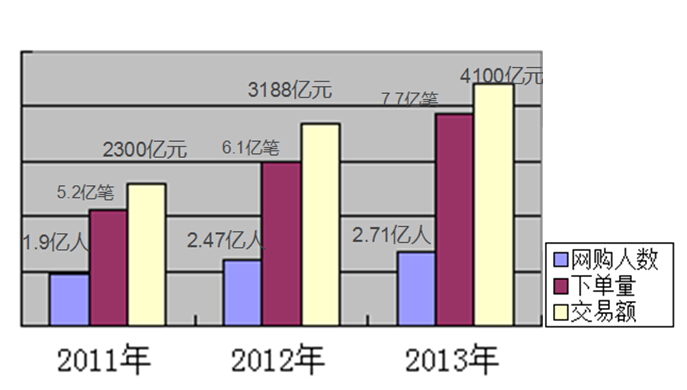 4100亿元
3188亿元
7.7亿笔
2300亿元
6.1亿笔
5.2亿笔
1.9亿人
2.47亿人
2.71亿人
网购人数
下单量
交易额
2011年
2012年
2013年